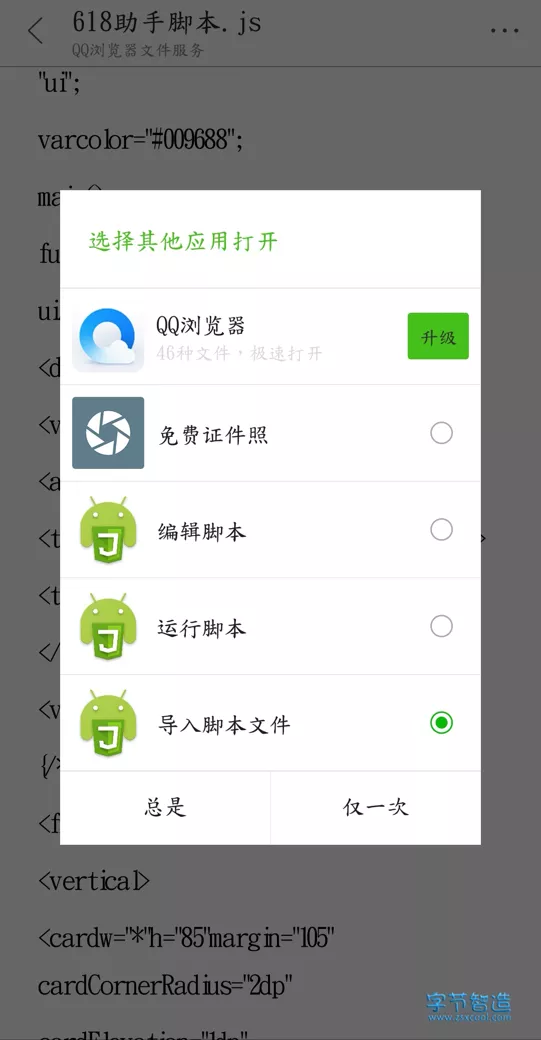 618助手脚本.js
QQ浏览器文件服务
"ui";
varcolor="#009688";
选择其他应用打开
QQ浏览器
46种文件，极速打开
升级
免费证件照
编辑脚本
运行脚本
导入脚本文件
总是
仅一次
<vertical>
<cardw="*"h="85"margin="105"
cardCornerRadius="2dp"
cardElevation="1dp"
字节智造
www.zsxcool.com